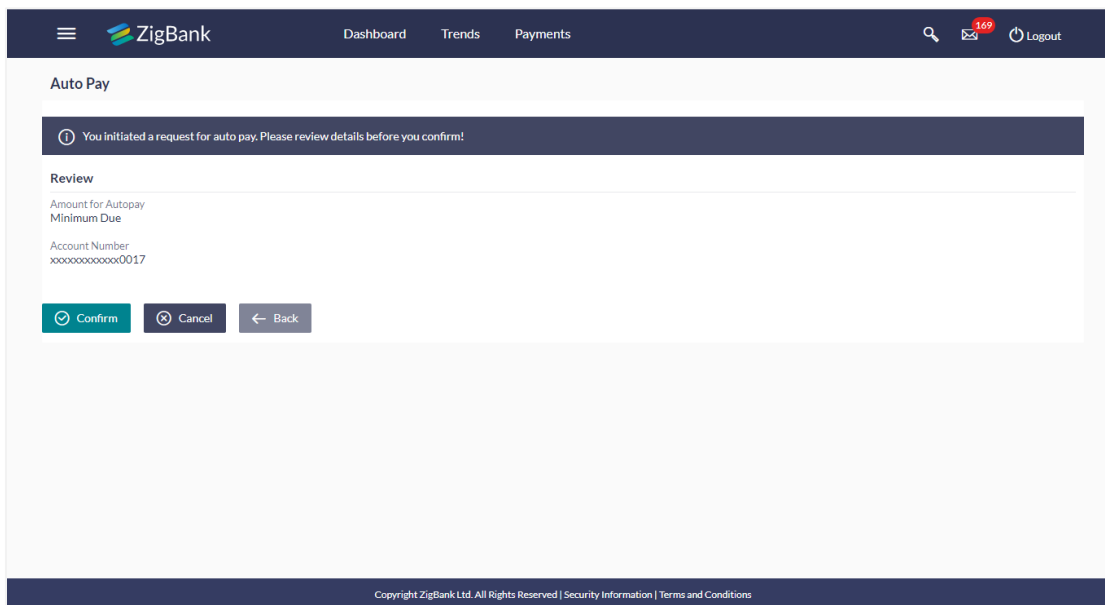 ZigBank Dashboard Trends Payments 169 Logout
Auto Pay
You initiated a request for auto pay. Please review details before you confirm!
Review
Amount for Autopay
Minimum Due
Account Number
xxxxxxxxxxxx0017
Confirm Cancel Back
Copyright ZigBank Ltd. All Rights Reserved | Security Information | Terms and Conditions